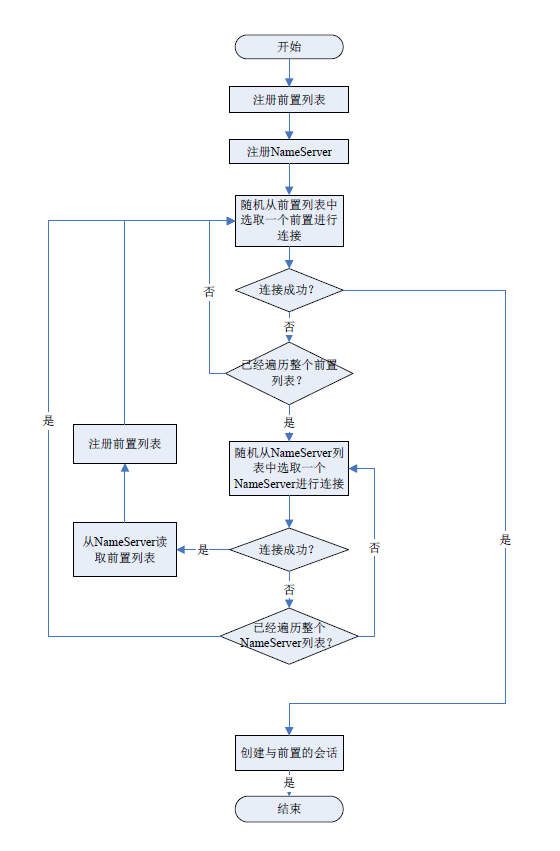 开始
注册前置列表
注册NameServer
随机从前置列表中
选取一个前置进行
连接
连接成功？
否
否
已经遍历整个前置
列表？
是
是
注册前置列表
随机从NameServer列
表中选取一个
NameServer进行连接
从NameServer读
取前置列表
是
连接成功？
否
是
否
已经遍历整个
NameServer列表？
创建与前置的会话
是
结束